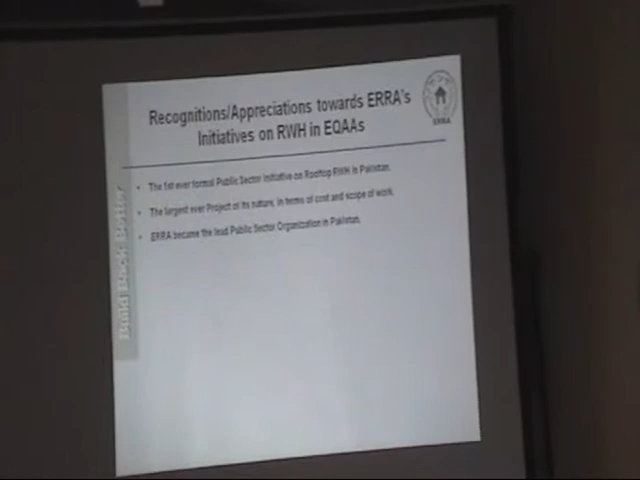 Recognitions/Appreciations towards ERRA's
Initiatives on RWH in EQAAs
ERRA
• The 1st ever formal Public Sector Initiative on Rooftop RWH in Pakistan.
• The largest ever Project of its nature, in terms of cost and scope of work.
• ERRA became the lead Public Sector Organization in Pakistan.
Build Back Better